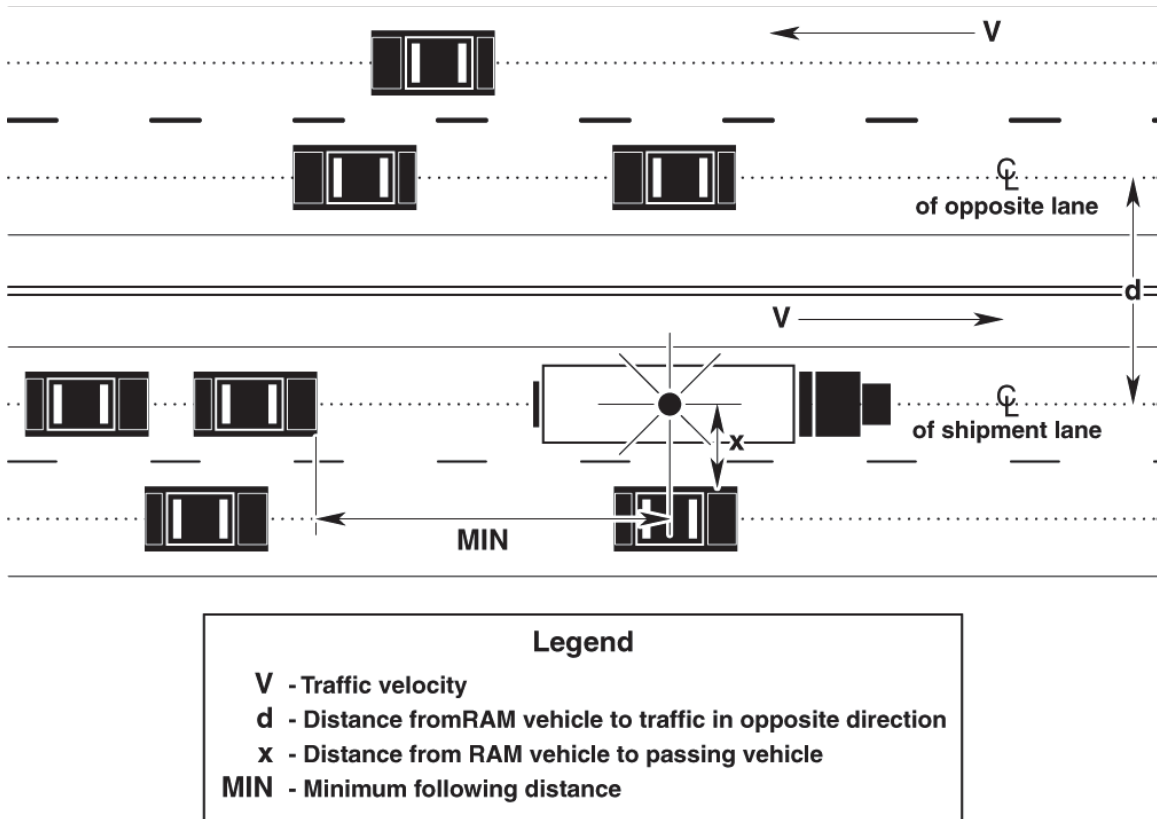 V
℄
of opposite lane
d
V
℄
of shipment lane
x
MIN
Legend
V - Traffic velocity
d - Distance fromRAM vehicle to traffic in opposite direction
x - Distance from RAM vehicle to passing vehicle
MIN - Minimum following distance